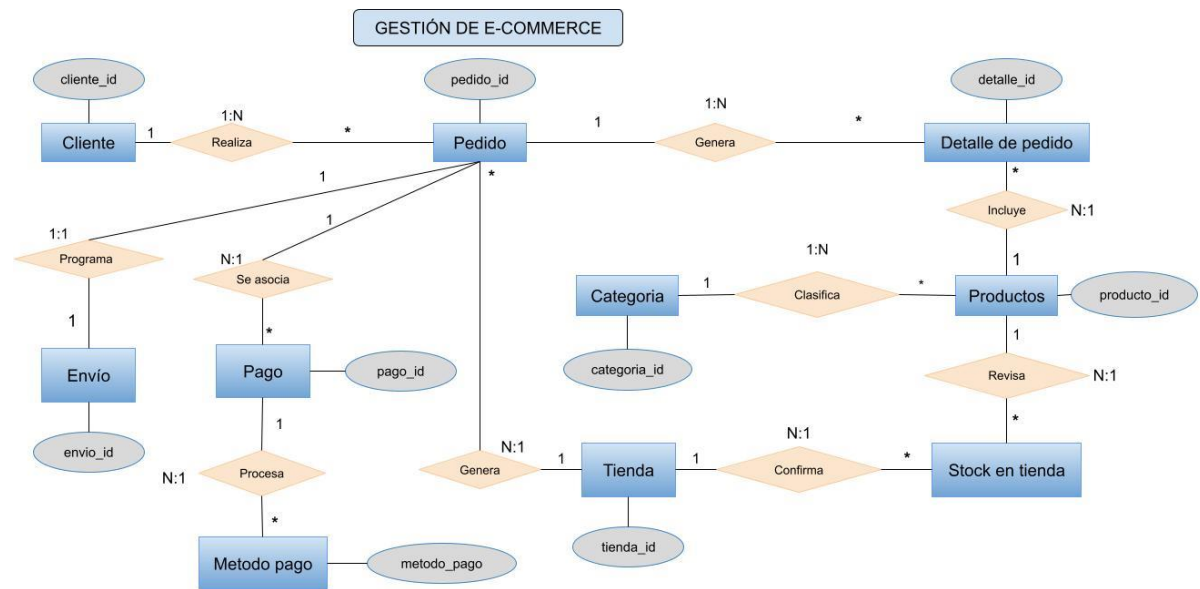 GESTIÓN DE E-COMMERCE
cliente_id
pedido_id
detalle_id
Cliente
1
1:N
Realiza
*
Pedido
1
1:N
Genera
*
Detalle de pedido
1
1:1
Programa
1
Envío
envio_id
1
N:1
Se asocia
*
Pago
pago_id
1
N:1
Procesa
*
Metodo pago
metodo_pago
*
N:1
Genera
1
Tienda
tienda_id
1
N:1
Confirma
*
Stock en tienda
*
Incluye
N:1
1
Categoria
categoria_id
1
1:N
Clasifica
*
Productos
producto_id
1
Revisa
N:1
*